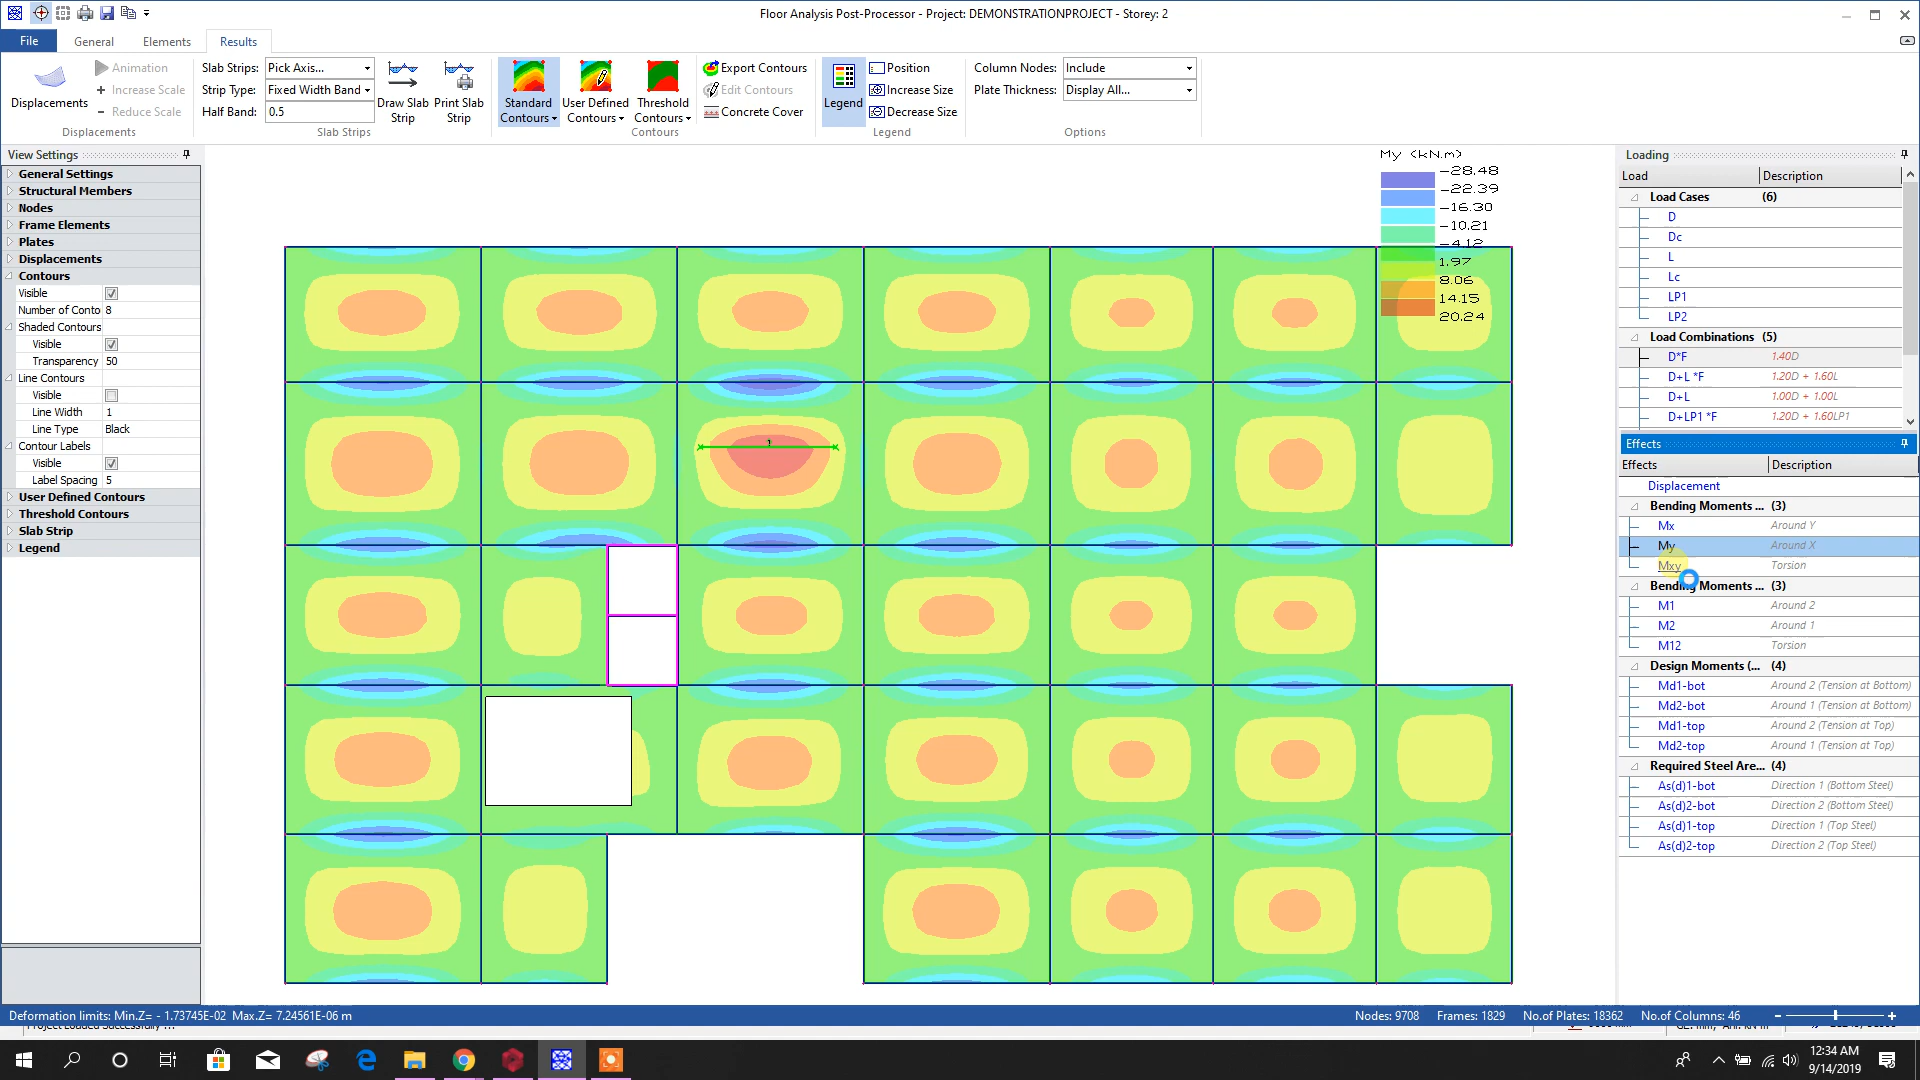 Floor Analysis Post-Processor - Project: DEMONSTRATIONPROJECT - Storey: 2
File General Elements Results
Displacements
Animation
Increase Scale
Reduce Scale
Displacements
Slab Strips: Pick Axis...
Strip Type: Fixed Width Band
Half Band: 0.5
Draw Slab Strip
Print Slab Strip
Slab Strips
Standard Contours
User Defined Contours
Threshold Contours
Export Contours
Edit Contours
Concrete Cover
Contours
Legend
Position
Increase Size
Decrease Size
Legend
Column Nodes: Include
Plate Thickness: Display All...
Options
View Settings
General Settings
Structural Members
Nodes
Frame Elements
Plates
Displacements
Contours
Visible
Number of Conto 8
Shaded Contours
Visible
Transparency 50
Line Contours
Visible
Line Width 1
Line Type Black
Contour Labels
Visible
Label Spacing 5
User Defined Contours
Threshold Contours
Slab Strip
Legend
My (kN.m)
-28.48
-22.39
-16.30
-10.21
-4.12
1.97
8.06
14.15
20.24
1
Loading
Load Description
Load Cases (6)
D
Dc
L
Lc
LP1
LP2
Load Combinations (5)
D*F 1.40D
D+L *F 1.20D + 1.60L
D+L 1.00D + 1.00L
D+LP1 *F 1.20D + 1.60LP1
Effects
Effects Description
Displacement
Bending Moments ... (3)
Mx Around Y
My Around X
Mxy Torsion
Bending Moments ... (3)
M1 Around 2
M2 Around 1
M12 Torsion
Design Moments (... (4)
Md1-bot Around 2 (Tension at Bottom)
Md2-bot Around 1 (Tension at Bottom)
Md1-top Around 2 (Tension at Top)
Md2-top Around 1 (Tension at Top)
Required Steel Are... (4)
As(d)1-bot Direction 1 (Bottom Steel)
As(d)2-bot Direction 2 (Bottom Steel)
As(d)1-top Direction 1 (Top Steel)
As(d)2-top Direction 2 (Top Steel)
Deformation limits: Min.Z= - 1.73745E-02 Max.Z= 7.24561E-06 m Nodes: 9708 Frames: 1829 No.of Plates: 18362 No.of Columns: 46
Project Loaded Successfully ...
12:34 AM
9/14/2019